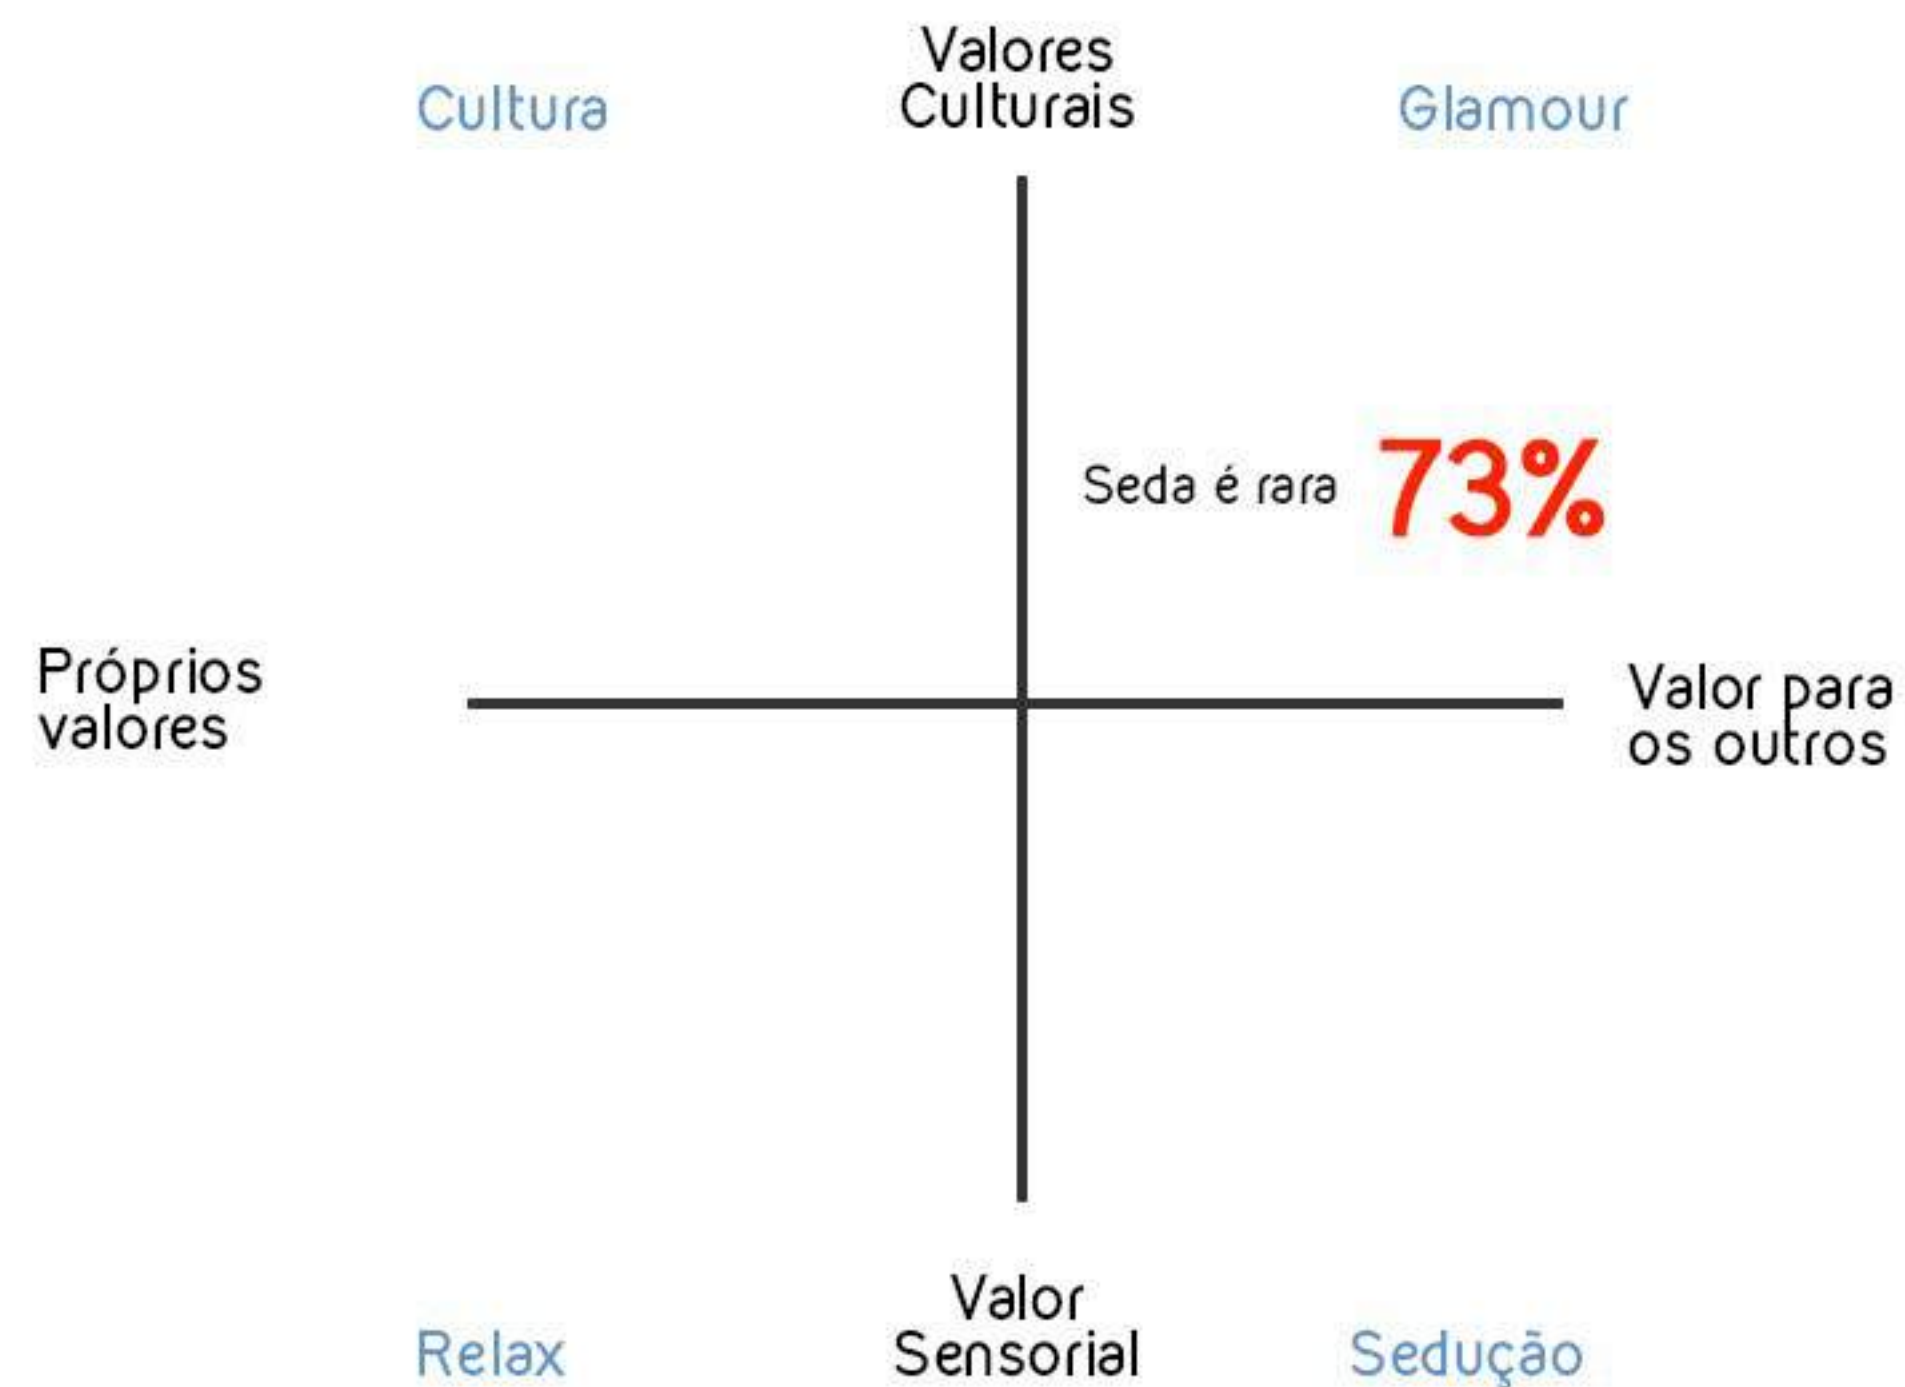 Valores
Culturais
Cultura
Glamour
Seda é rara 73%
Próprios
valores
Valor para
os outros
Valor
Sensorial
Relax
Sedução